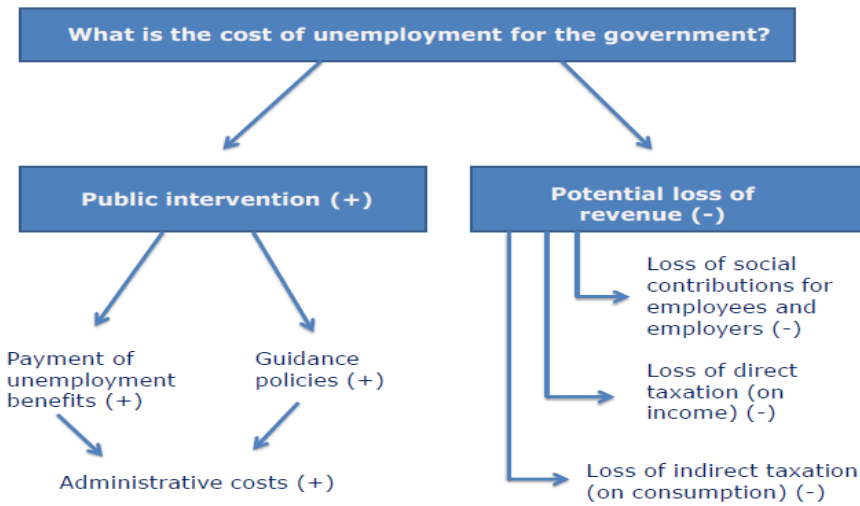 What is the cost of unemployment for the government?
Public intervention (+)
Potential loss of
revenue (-)
Payment of
unemployment
benefits (+)
Guidance
policies (+)
Administrative costs (+)
Loss of social
contributions for
employees and
employers (-)
Loss of direct
taxation (on
income) (-)
Loss of indirect taxation
(on consumption) (-)